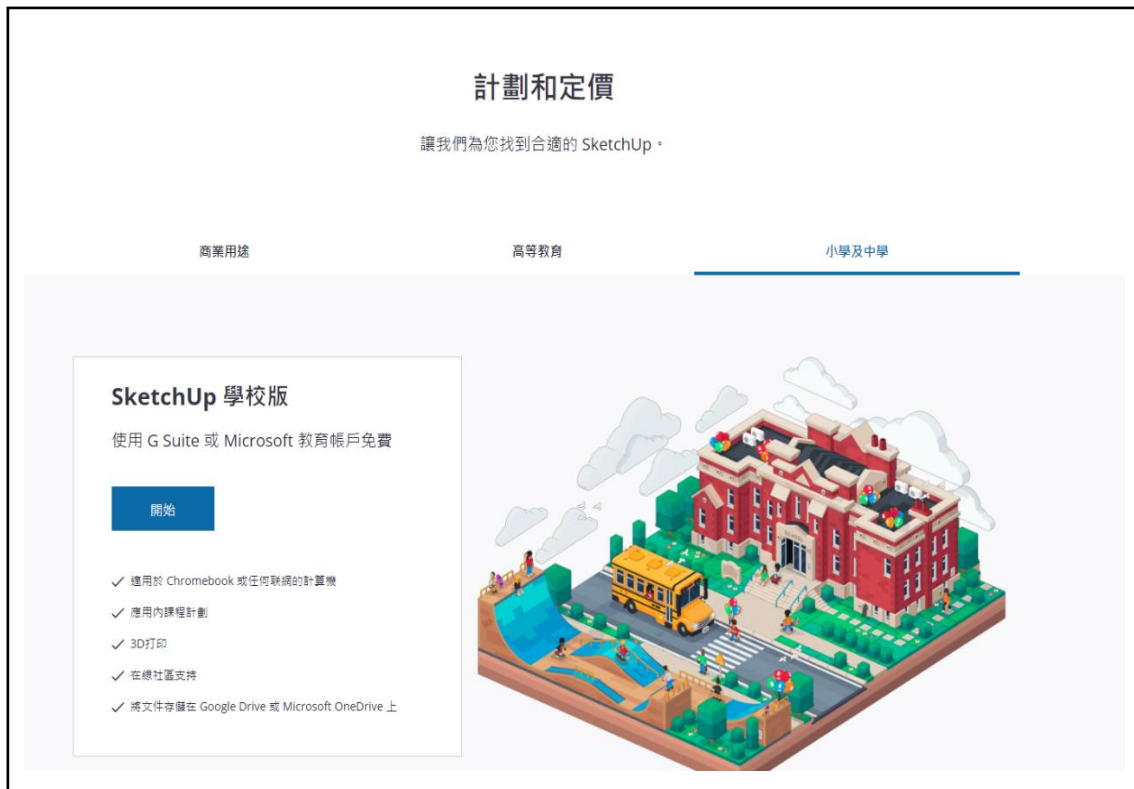 計劃和定價
讓我們為您找到合適的 SketchUp。
商業用途
高等教育
小學及中學
SketchUp 學校版
使用 G Suite 或 Microsoft 教育帳戶免費
開始
✓ 適用於 Chromebook 或任何联網的計算機
✓ 應用內課程計劃
✓ 3D打印
✓ 在線社區支持
✓ 將文件存儲在 Google Drive 或 Microsoft OneDrive 上